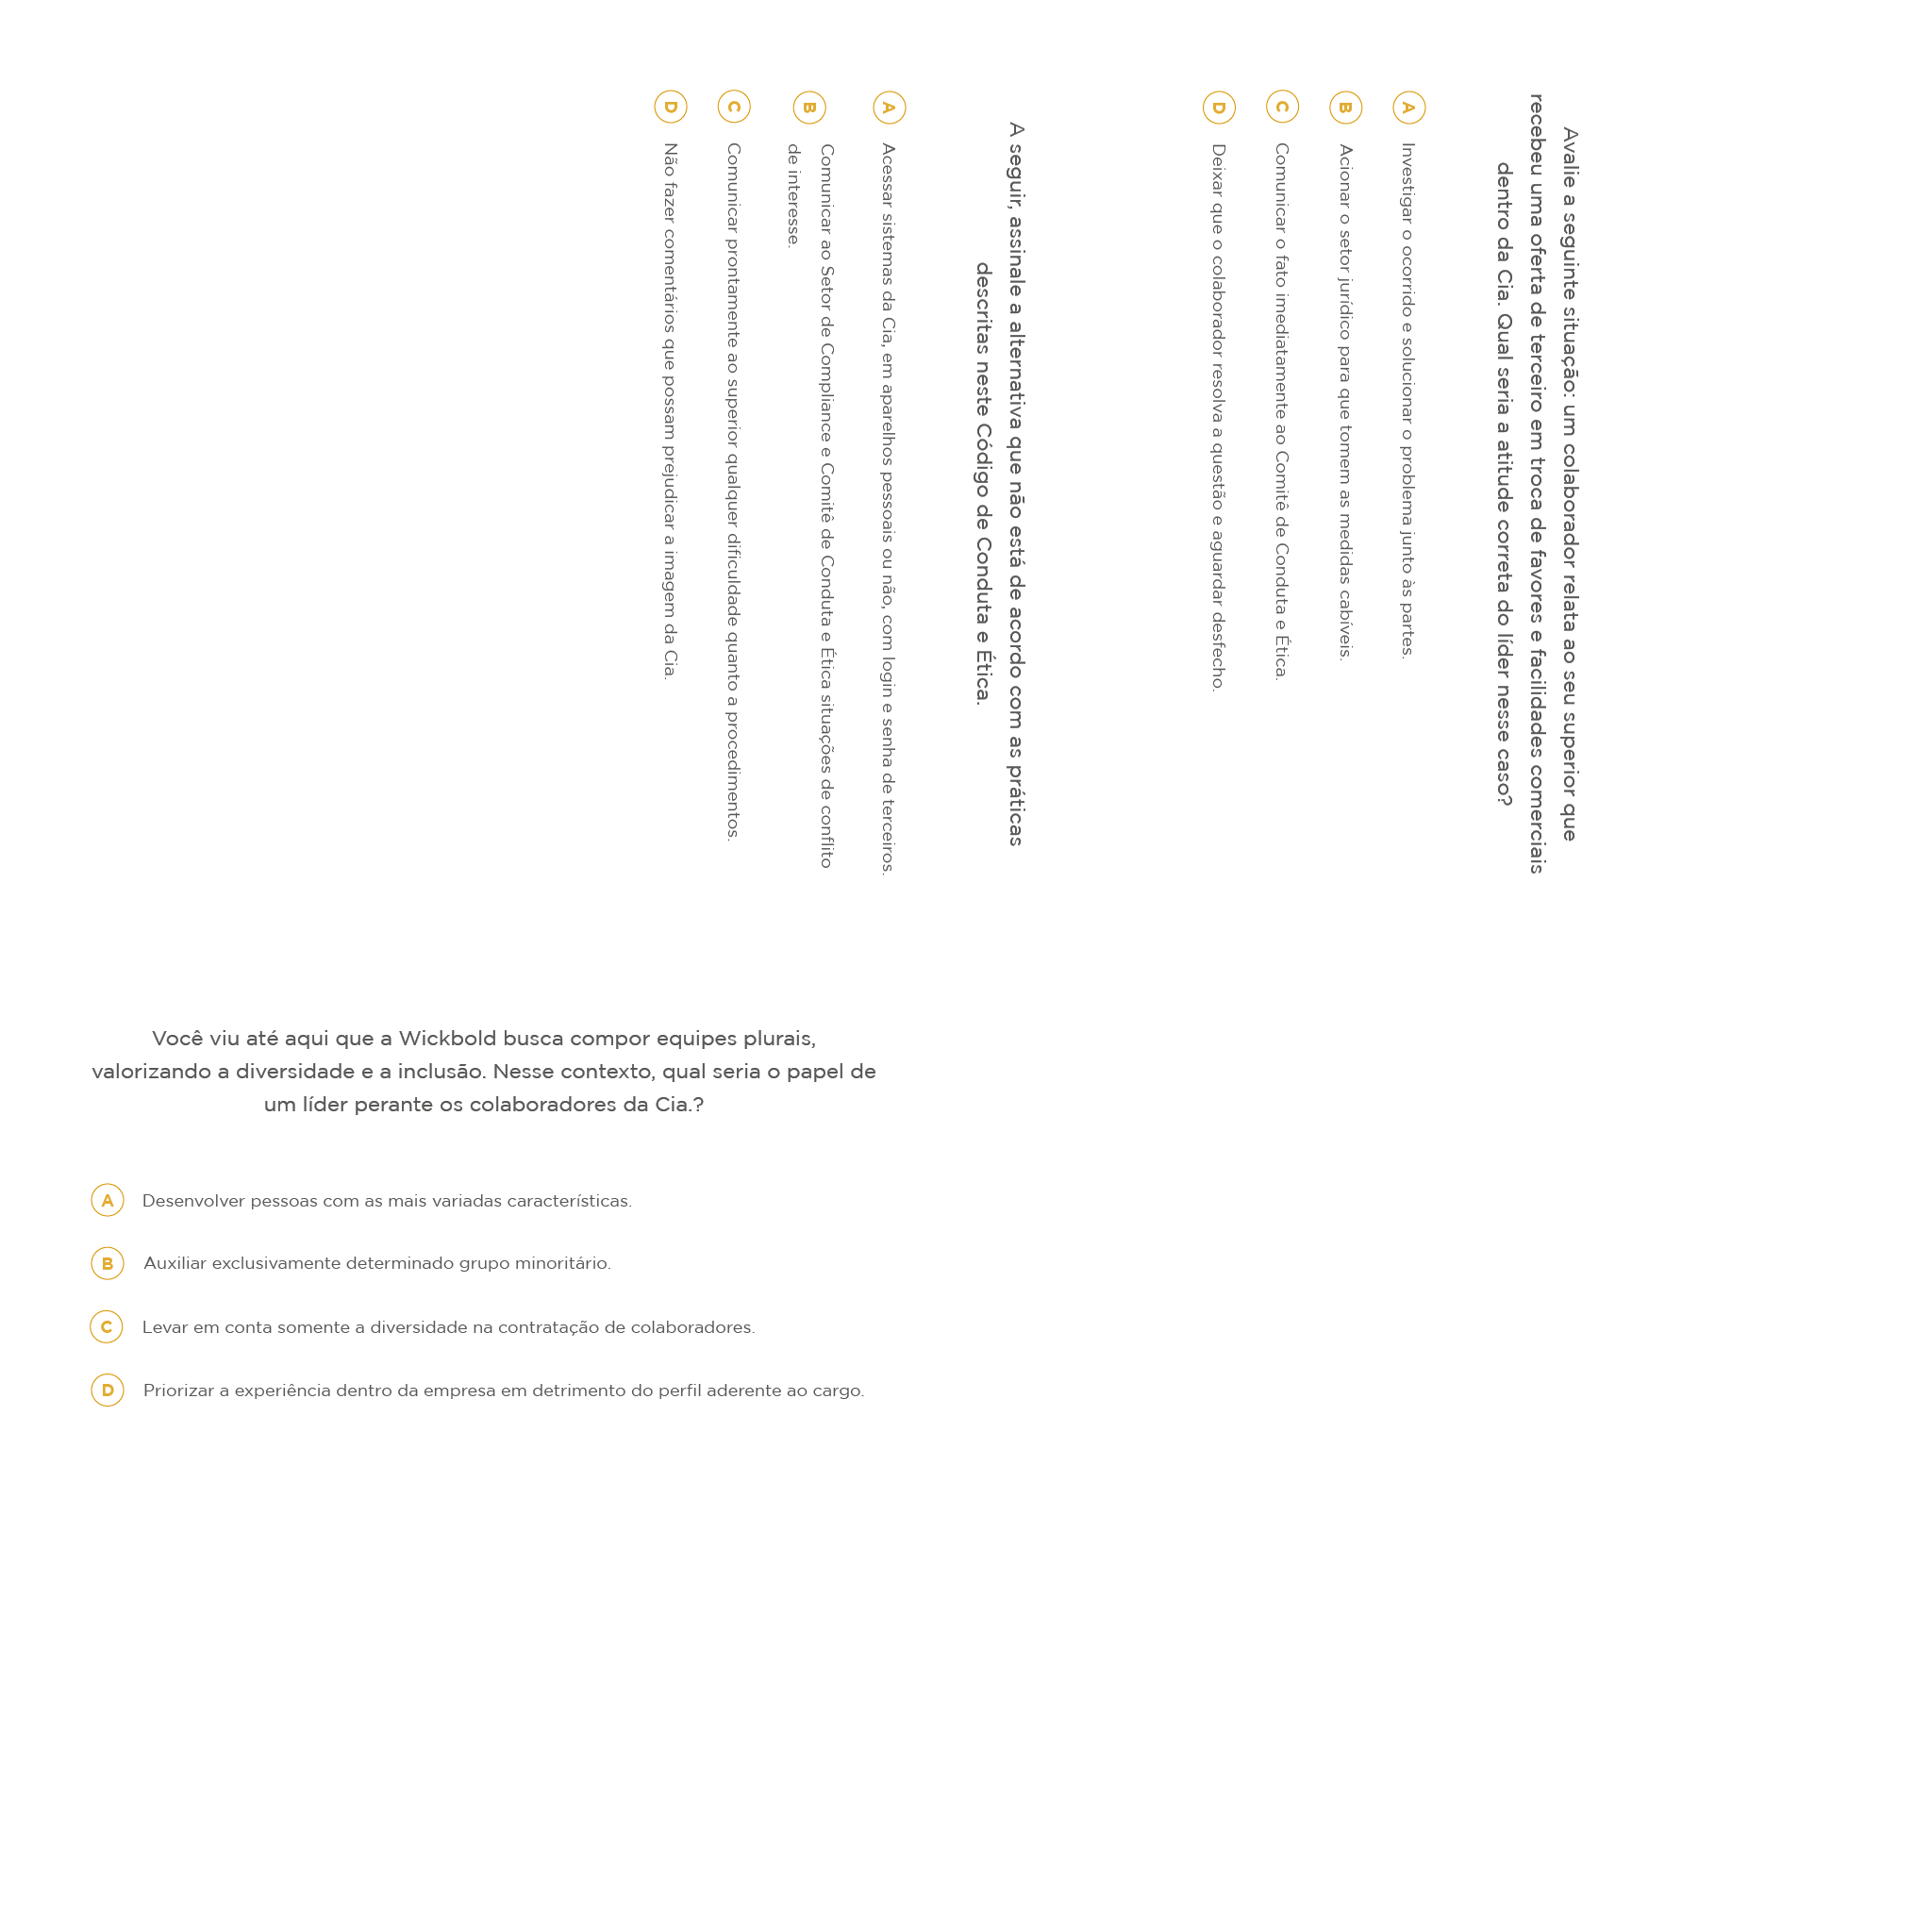 Avalie a seguinte situação: um colaborador relata ao seu superior que
recebeu uma oferta de terceiro em troca de favores e facilidades comerciais
dentro da Cia. Qual seria a atitude correta do líder nesse caso?
A Investigar o ocorrido e solucionar o problema junto às partes.
B Acionar o setor jurídico para que tomem as medidas cabíveis.
C Comunicar o fato imediatamente ao Comitê de Conduta e Ética.
D Deixar que o colaborador resolva a questão e aguardar desfecho.
A seguir, assinale a alternativa que não está de acordo com as práticas
descritas neste Código de Conduta e Ética.
A Acessar sistemas da Cia, em aparelhos pessoais ou não, com login e senha de terceiros.
B Comunicar ao Setor de Compliance e Comitê de Conduta e Ética situações de conflito
de interesse.
C Comunicar prontamente ao superior qualquer dificuldade quanto a procedimentos.
D Não fazer comentários que possam prejudicar a imagem da Cia.
Você viu até aqui que a Wickbold busca compor equipes plurais,
valorizando a diversidade e a inclusão. Nesse contexto, qual seria o papel de
um líder perante os colaboradores da Cia.?
A Desenvolver pessoas com as mais variadas características.
B Auxiliar exclusivamente determinado grupo minoritário.
C Levar em conta somente a diversidade na contratação de colaboradores.
D Priorizar a experiência dentro da empresa em detrimento do perfil aderente ao cargo.